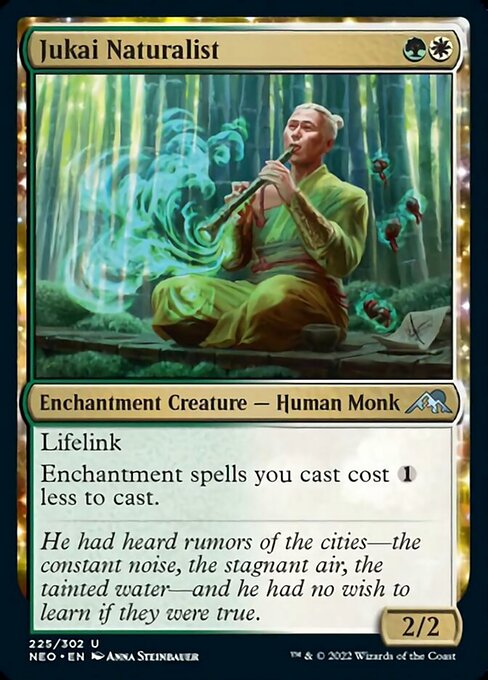 Jukai Naturalist
Enchantment Creature — Human Monk
Lifelink
Enchantment spells you cast cost 1
less to cast.
He had heard rumors of the cities—the
constant noise, the stagnant air, the
tainted water—and he had no wish to
learn if they were true.
2/2
225/302 U
NEO • EN Anna Steinbauer
™ & © 2022 Wizards of the Coast